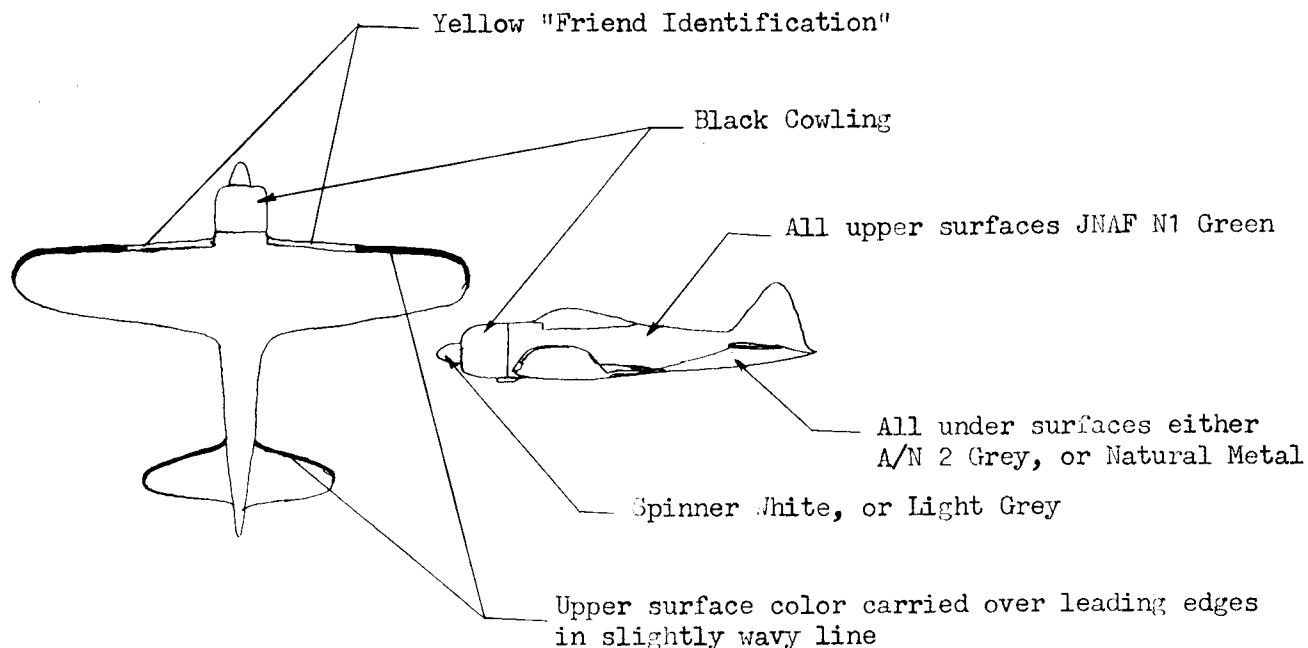 Yellow "Friend Identification"
Black Cowling
All upper surfaces JNAF N1 Green
All under surfaces either
A/N 2 Grey, or Natural Metal
Spinner White, or Light Grey
Upper surface color carried over leading edges
in slightly wavy line